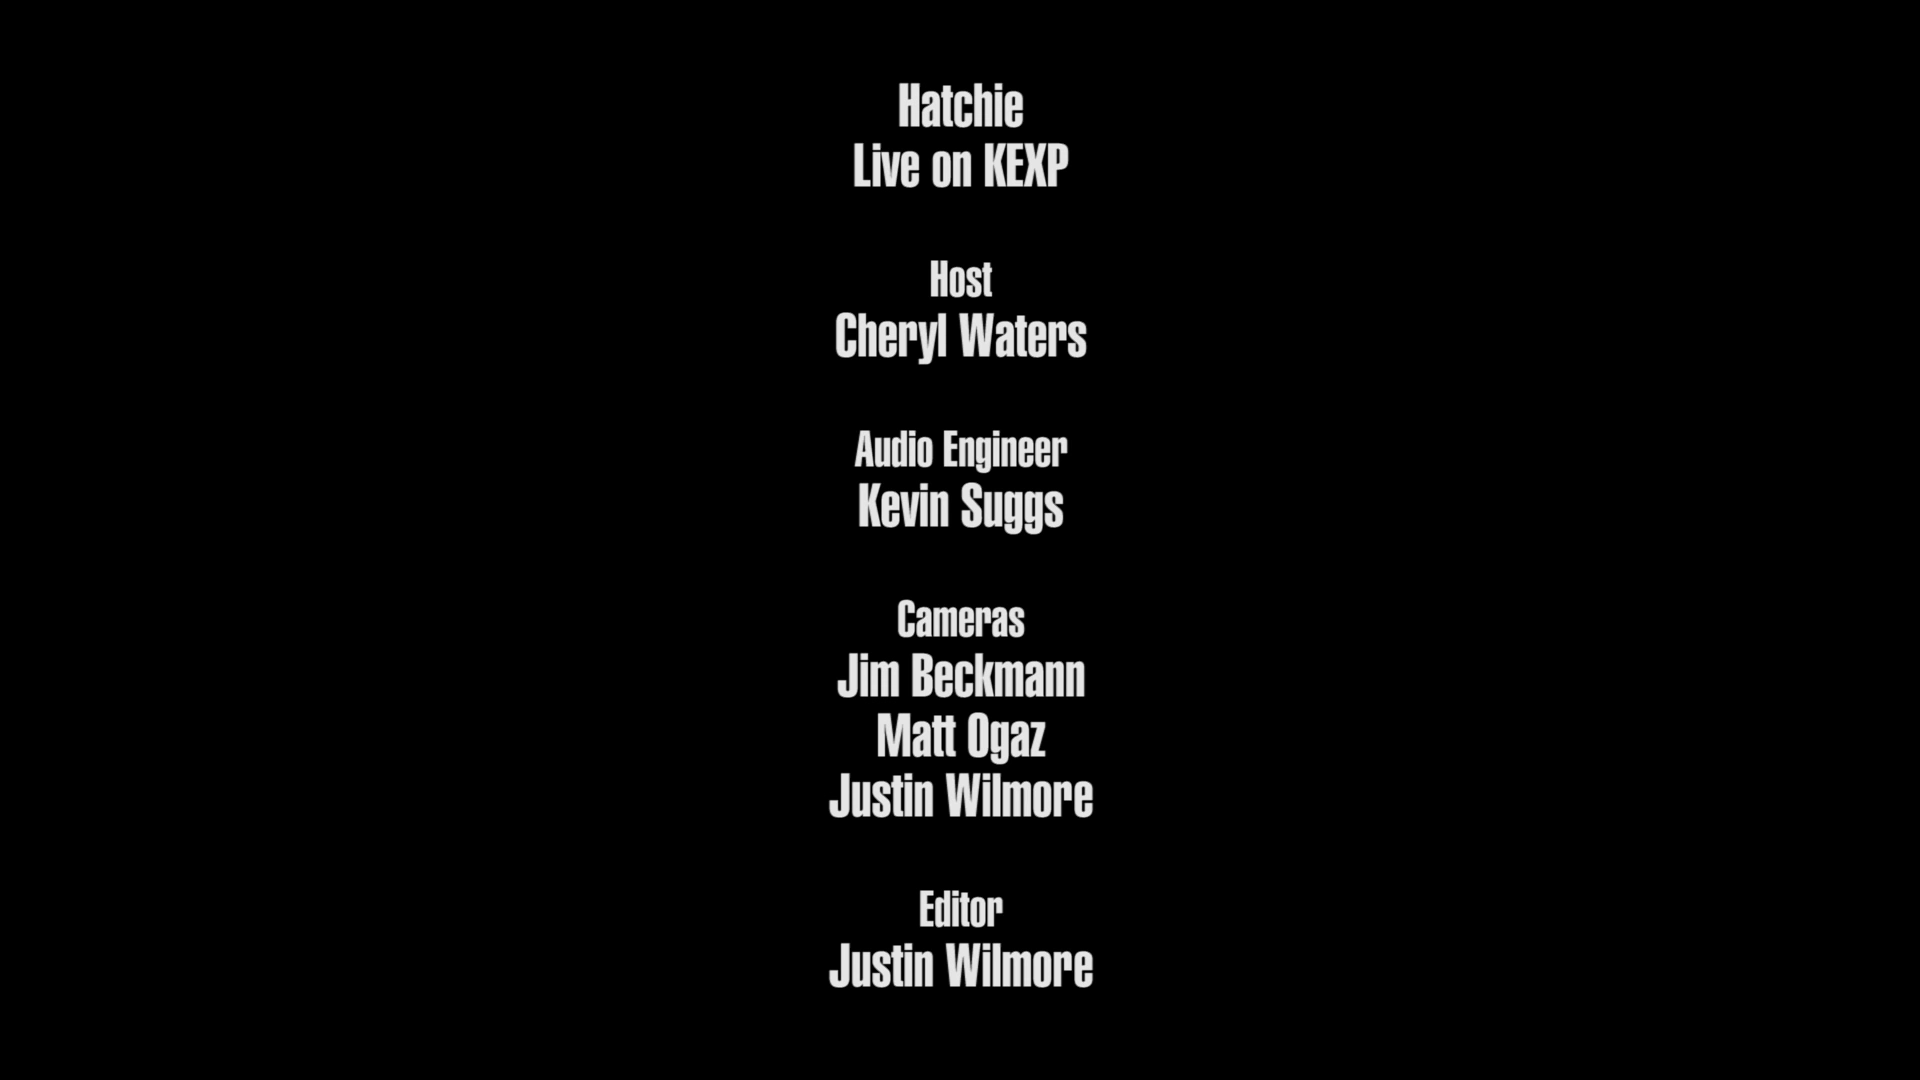 Hatchie
Live on KEXP
Host
Cheryl Waters
Audio Engineer
Kevin Suggs
Cameras
Jim Beckmann
Matt Ogaz
Justin Wilmore
Editor
Justin Wilmore